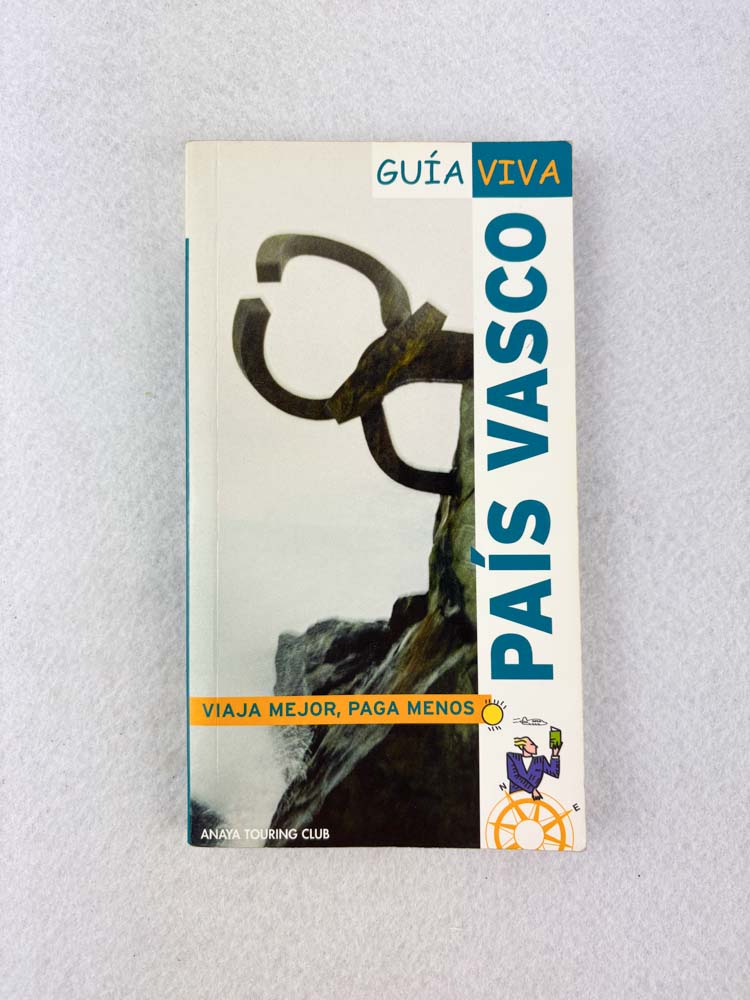 GUÍA VIVA
PAÍS VASCO
VIAJA MEJOR, PAGA MENOS
N E
ANAYA TOURING CLUB